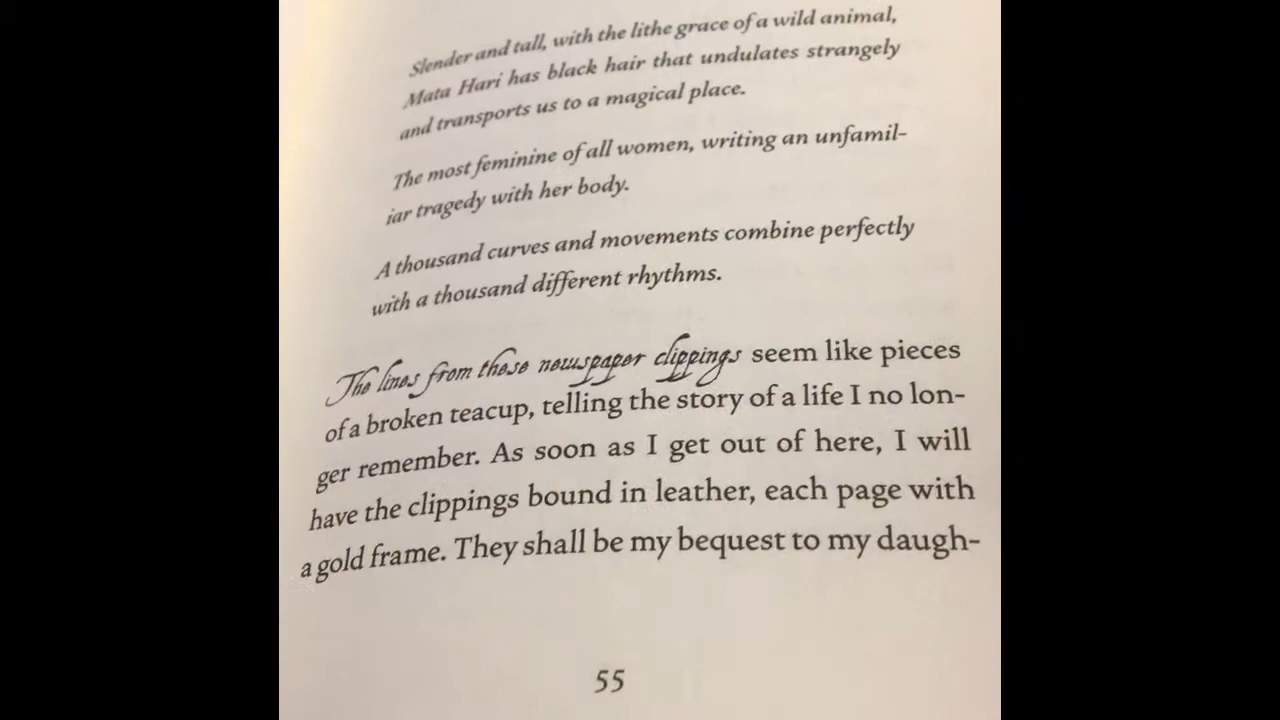 Slender and tall, with the lithe grace of a wild animal,
Mata Hari has black hair that undulates strangely
and transports us to a magical place.
The most feminine of all women, writing an unfamil-
iar tragedy with her body.
A thousand curves and movements combine perfectly
with a thousand different rhythms.
The lines from these newspaper clippings seem like pieces
of a broken teacup, telling the story of a life I no lon-
ger remember. As soon as I get out of here, I will
have the clippings bound in leather, each page with
a gold frame. They shall be my bequest to my daugh-
55